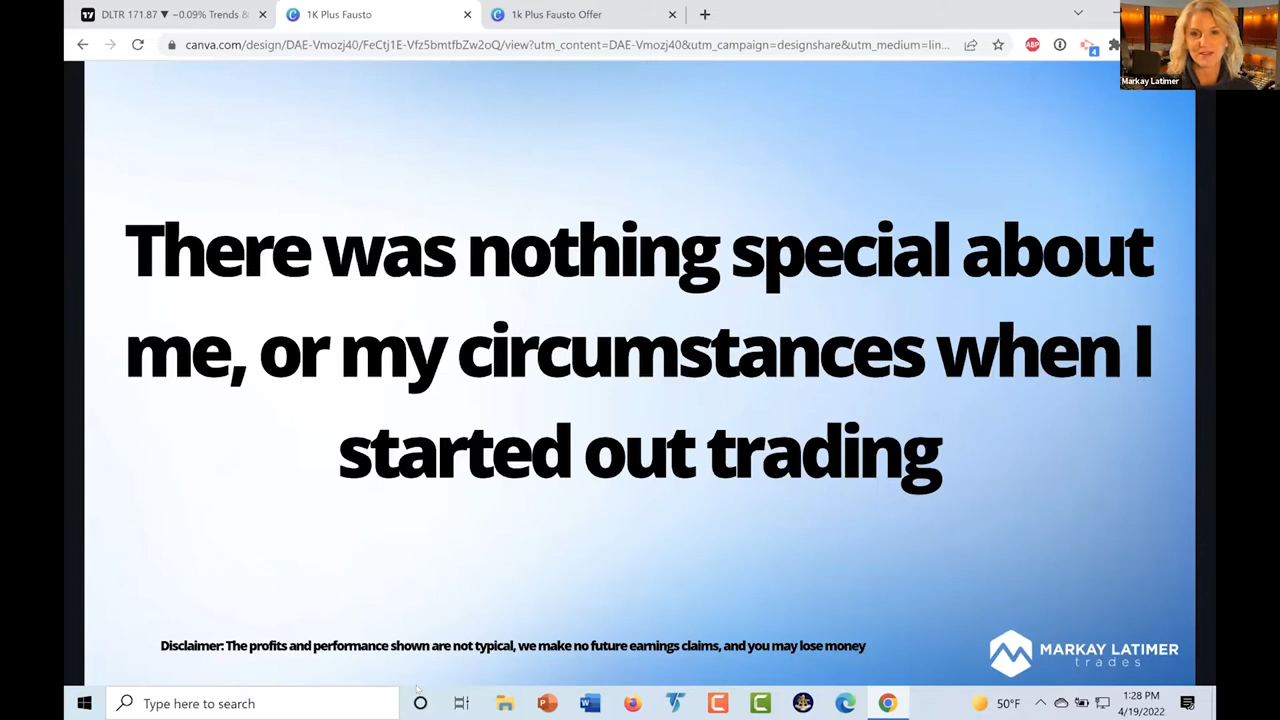 DLTR 171.87 ▼ −0.09% Trends &
1K Plus Fausto
1k Plus Fausto Offer
canva.com/design/DAE-Vmozj40/FeCtj1E-Vfz5bmtfbZw2oQ/view?utm_content=DAE-Vmozj40&utm_campaign=designshare&utm_medium=lin...
ABP
4
Markay Latimer
There was nothing special about
me, or my circumstances when I
started out trading
Disclaimer: The profits and performance shown are not typical, we make no future earnings claims, and you may lose money
MARKAY LATIMER
trades
Type here to search
50°F
1:28 PM
4/19/2022